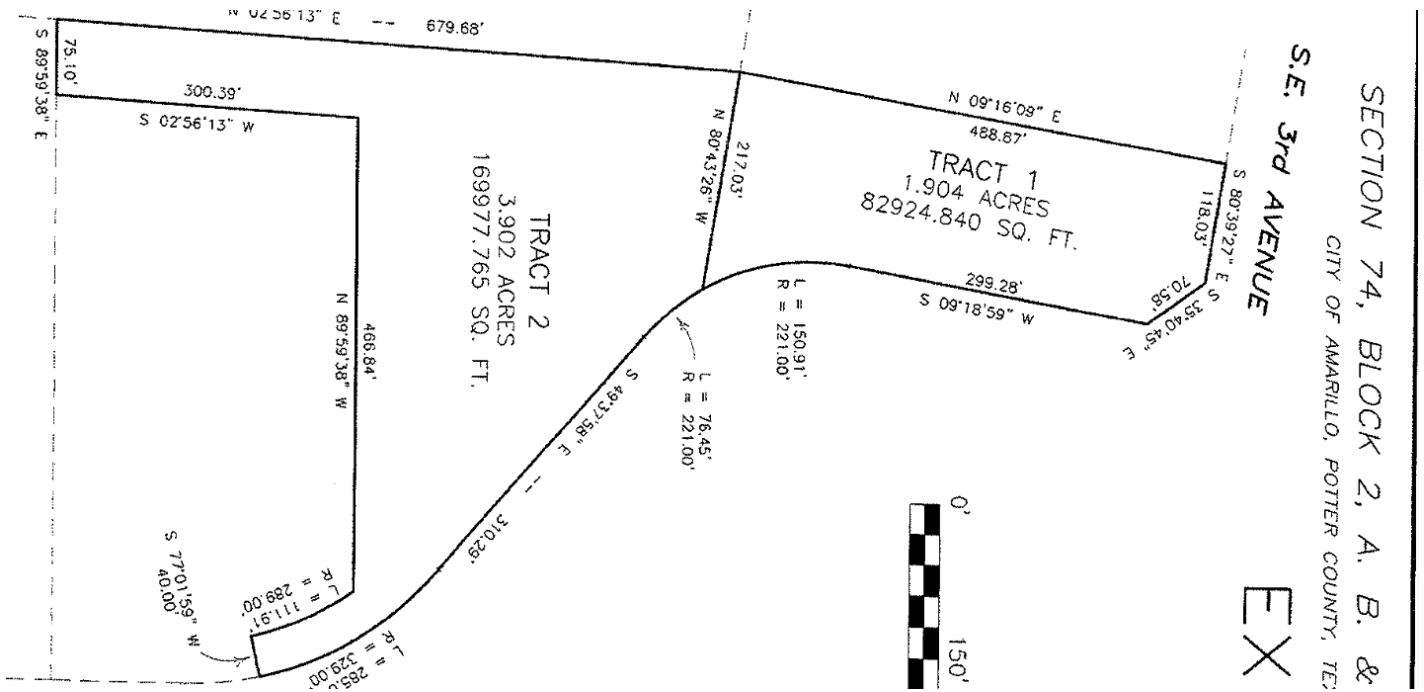 SECTION 74, BLOCK 2, A. B. &
CITY OF AMARILLO, POTTER COUNTY,
S.E. 3rd AVENUE
EX
N 02°56'13" E -- 679.68'
75.10'
S 89°59'38" E
300.39'
S 02°56'13" W
N 09°16'09" E
488.87'
TRACT 1
1.904 ACRES
82924.840 SQ. FT.
S 80°39'27" E
118.03'
S 35°40'45" E
70.58'
299.28'
S 09°18'59" W
217.03'
N 80°43'26" W
L = 150.91'
R = 221.00'
L = 76.45'
R = 221.00'
TRACT 2
3.902 ACRES
169977.765 SQ. FT.
466.84'
N 89°59'38" W
S 49°37'58" E -- 310.29'
L = 111.91'
R = 289.00'
S 77°01'59" W
40.00'
R = 329.00'
0'
150'